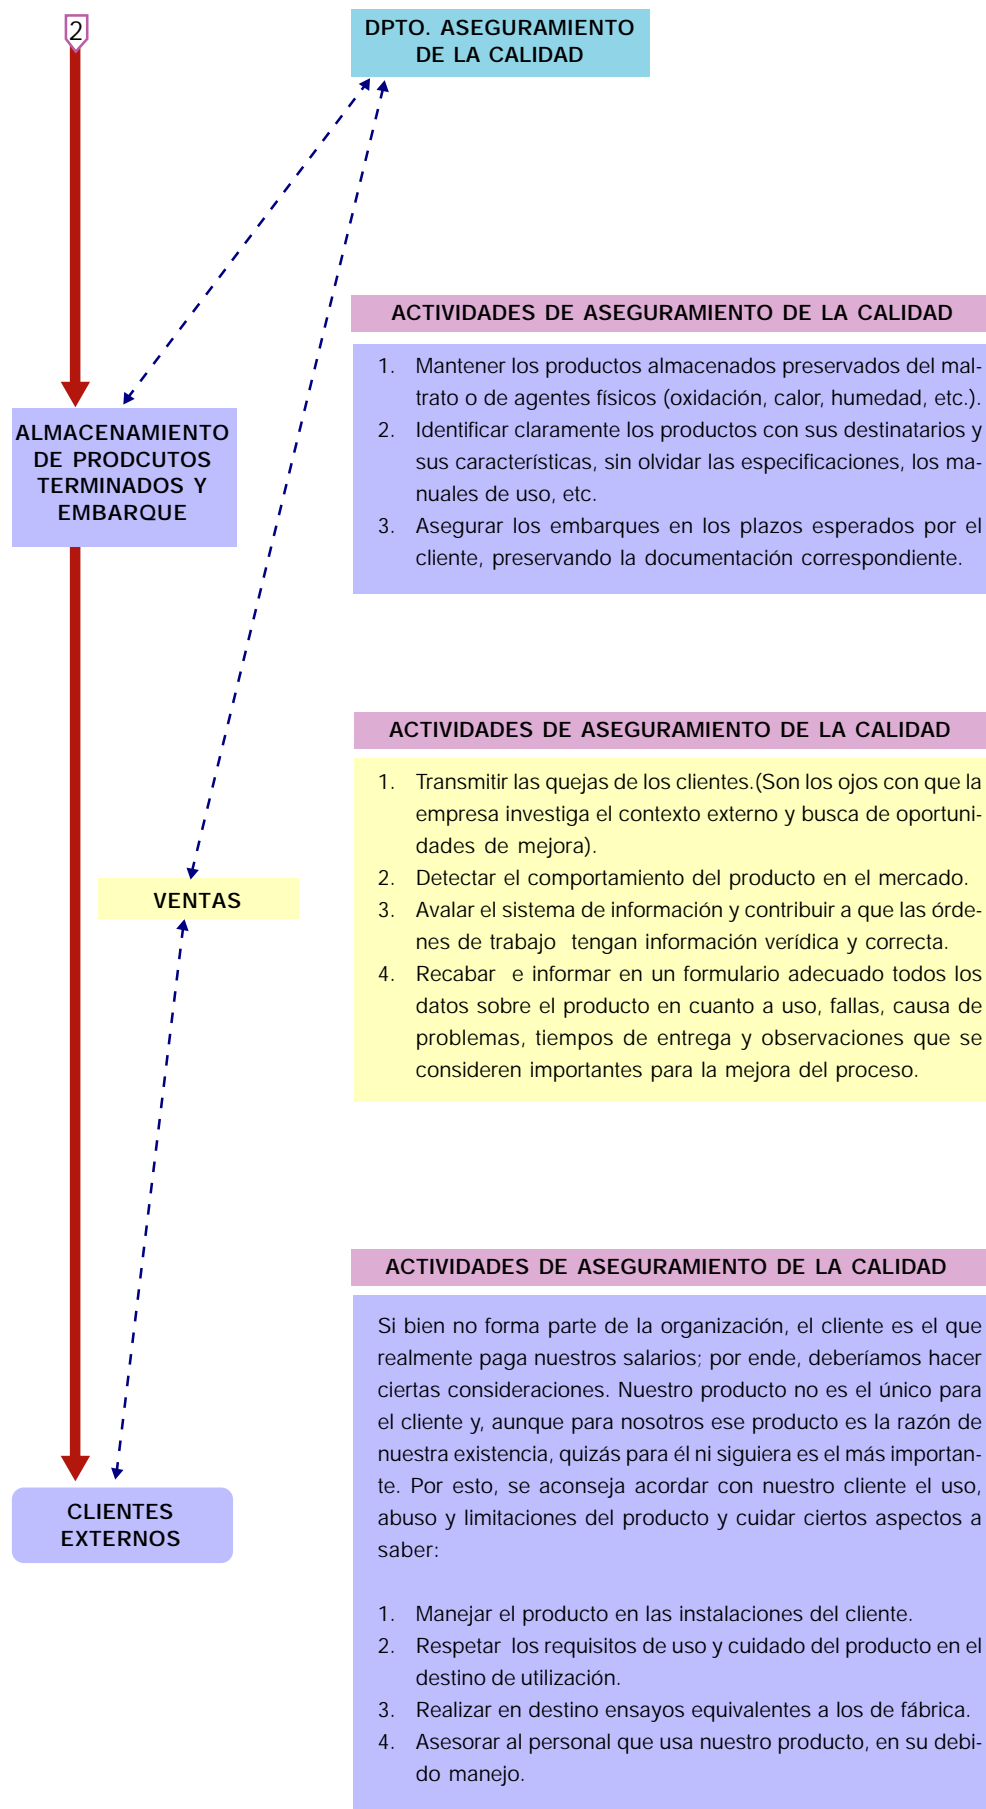 2
DPTO. ASEGURAMIENTO
DE LA CALIDAD
ACTIVIDADES DE ASEGURAMIENTO DE LA CALIDAD
1. Mantener los productos almacenados preservados del mal-
trato o de agentes físicos (oxidación, calor, humedad, etc.).
2. Identificar claramente los productos con sus destinatarios y
sus características, sin olvidar las especificaciones, los ma-
nuales de uso, etc.
3. Asegurar los embarques en los plazos esperados por el
cliente, preservando la documentación correspondiente.
ALMACENAMIENTO
DE PRODCUTOS
TERMINADOS Y
EMBARQUE
ACTIVIDADES DE ASEGURAMIENTO DE LA CALIDAD
1. Transmitir las quejas de los clientes.(Son los ojos con que la
empresa investiga el contexto externo y busca de oportuni-
dades de mejora).
2. Detectar el comportamiento del producto en el mercado.
3. Avalar el sistema de información y contribuir a que las órde-
nes de trabajo tengan información verídica y correcta.
4. Recabar e informar en un formulario adecuado todos los
datos sobre el producto en cuanto a uso, fallas, causa de
problemas, tiempos de entrega y observaciones que se
consideren importantes para la mejora del proceso.
VENTAS
ACTIVIDADES DE ASEGURAMIENTO DE LA CALIDAD
Si bien no forma parte de la organización, el cliente es el que
realmente paga nuestros salarios; por ende, deberíamos hacer
ciertas consideraciones. Nuestro producto no es el único para
el cliente y, aunque para nosotros ese producto es la razón de
nuestra existencia, quizás para él ni siguiera es el más importan-
te. Por esto, se aconseja acordar con nuestro cliente el uso,
abuso y limitaciones del producto y cuidar ciertos aspectos a
saber:
1. Manejar el producto en las instalaciones del cliente.
2. Respetar los requisitos de uso y cuidado del producto en el
destino de utilización.
3. Realizar en destino ensayos equivalentes a los de fábrica.
4. Asesorar al personal que usa nuestro producto, en su debi-
do manejo.
CLIENTES
EXTERNOS